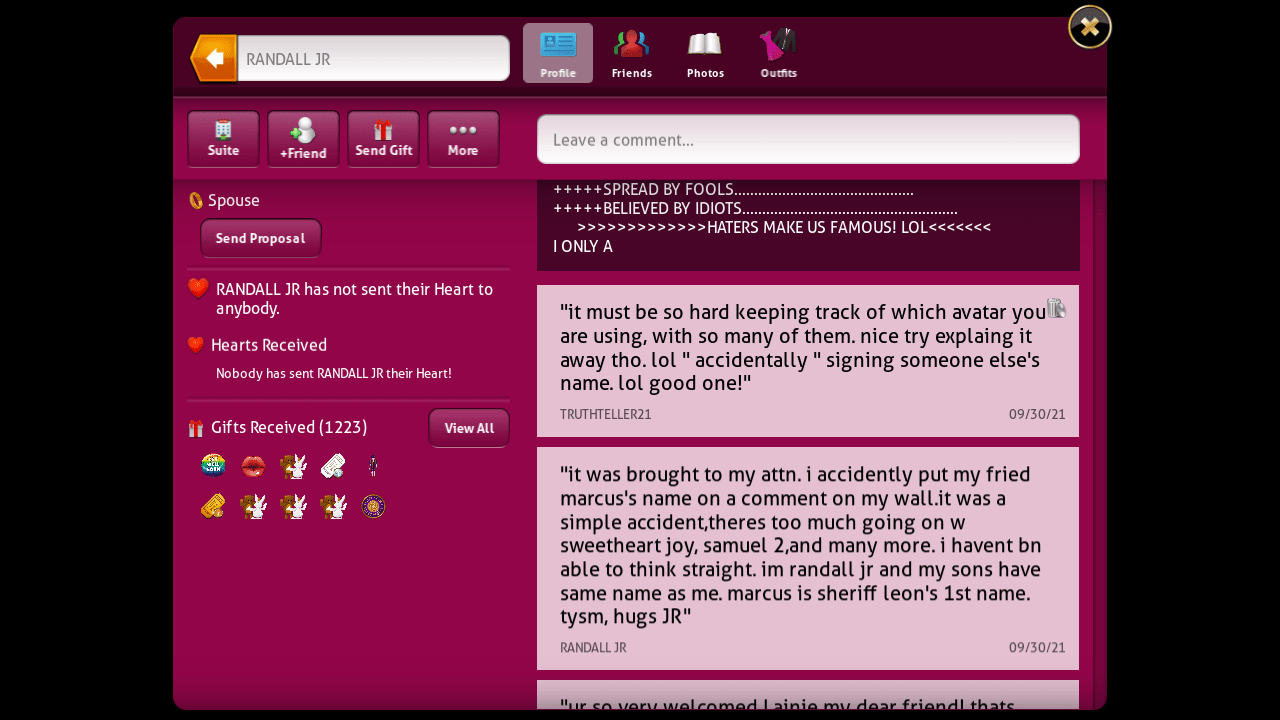 RANDALL JR
Profile
Friends
Photos
Outfits
Suite
+Friend
Send Gift
More
Leave a comment...
Spouse
Send Proposal
RANDALL JR has not sent their Heart to
anybody.
Hearts Received
Nobody has sent RANDALL JR their Heart!
Gifts Received (1223)
View All
+++++SPREAD BY FOOLS.............................................
+++++BELIEVED BY IDIOTS......................................................
>>>>>>>>>>>>>HATERS MAKE US FAMOUS! LOL<<<<<<<
I ONLY A
"it must be so hard keeping track of which avatar you
are using, with so many of them. nice try explaing it
away tho. lol " accidentally " signing someone else's
name. lol good one!"
TRUTHTELLER21
09/30/21
"it was brought to my attn. i accidently put my fried
marcus's name on a comment on my wall.it was a
simple accident,theres too much going on w
sweetheart joy, samuel 2,and many more. i havent bn
able to think straight. im randall jr and my sons have
same name as me. marcus is sheriff leon's 1st name.
tysm, hugs JR"
RANDALL JR
09/30/21
"ur so very welcomed Lainie my dear friend! thats